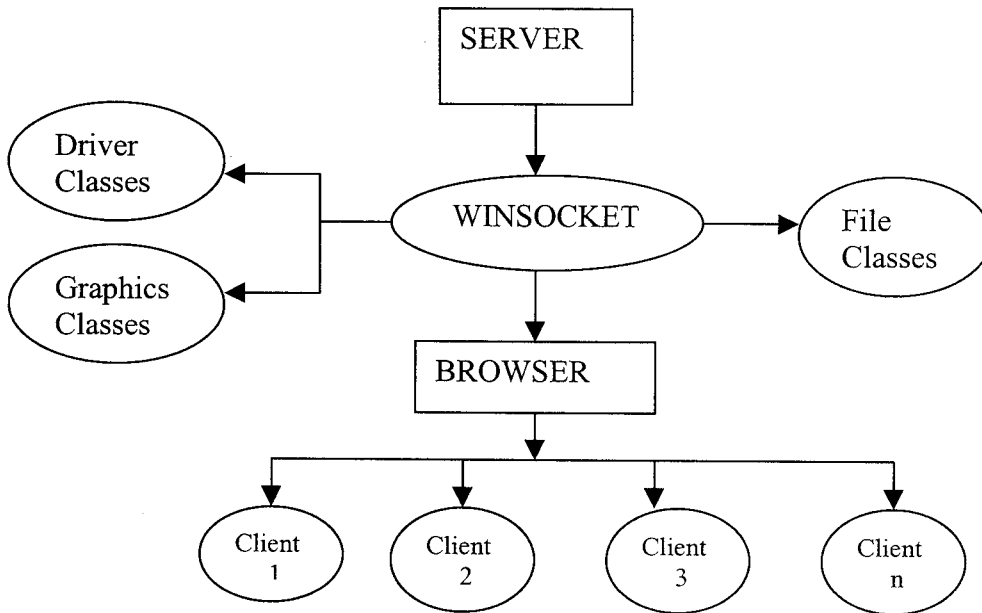 SERVER
Driver
Classes
WINSOCKET
File
Classes
Graphics
Classes
BROWSER
Client
1
Client
2
Client
3
Client
n